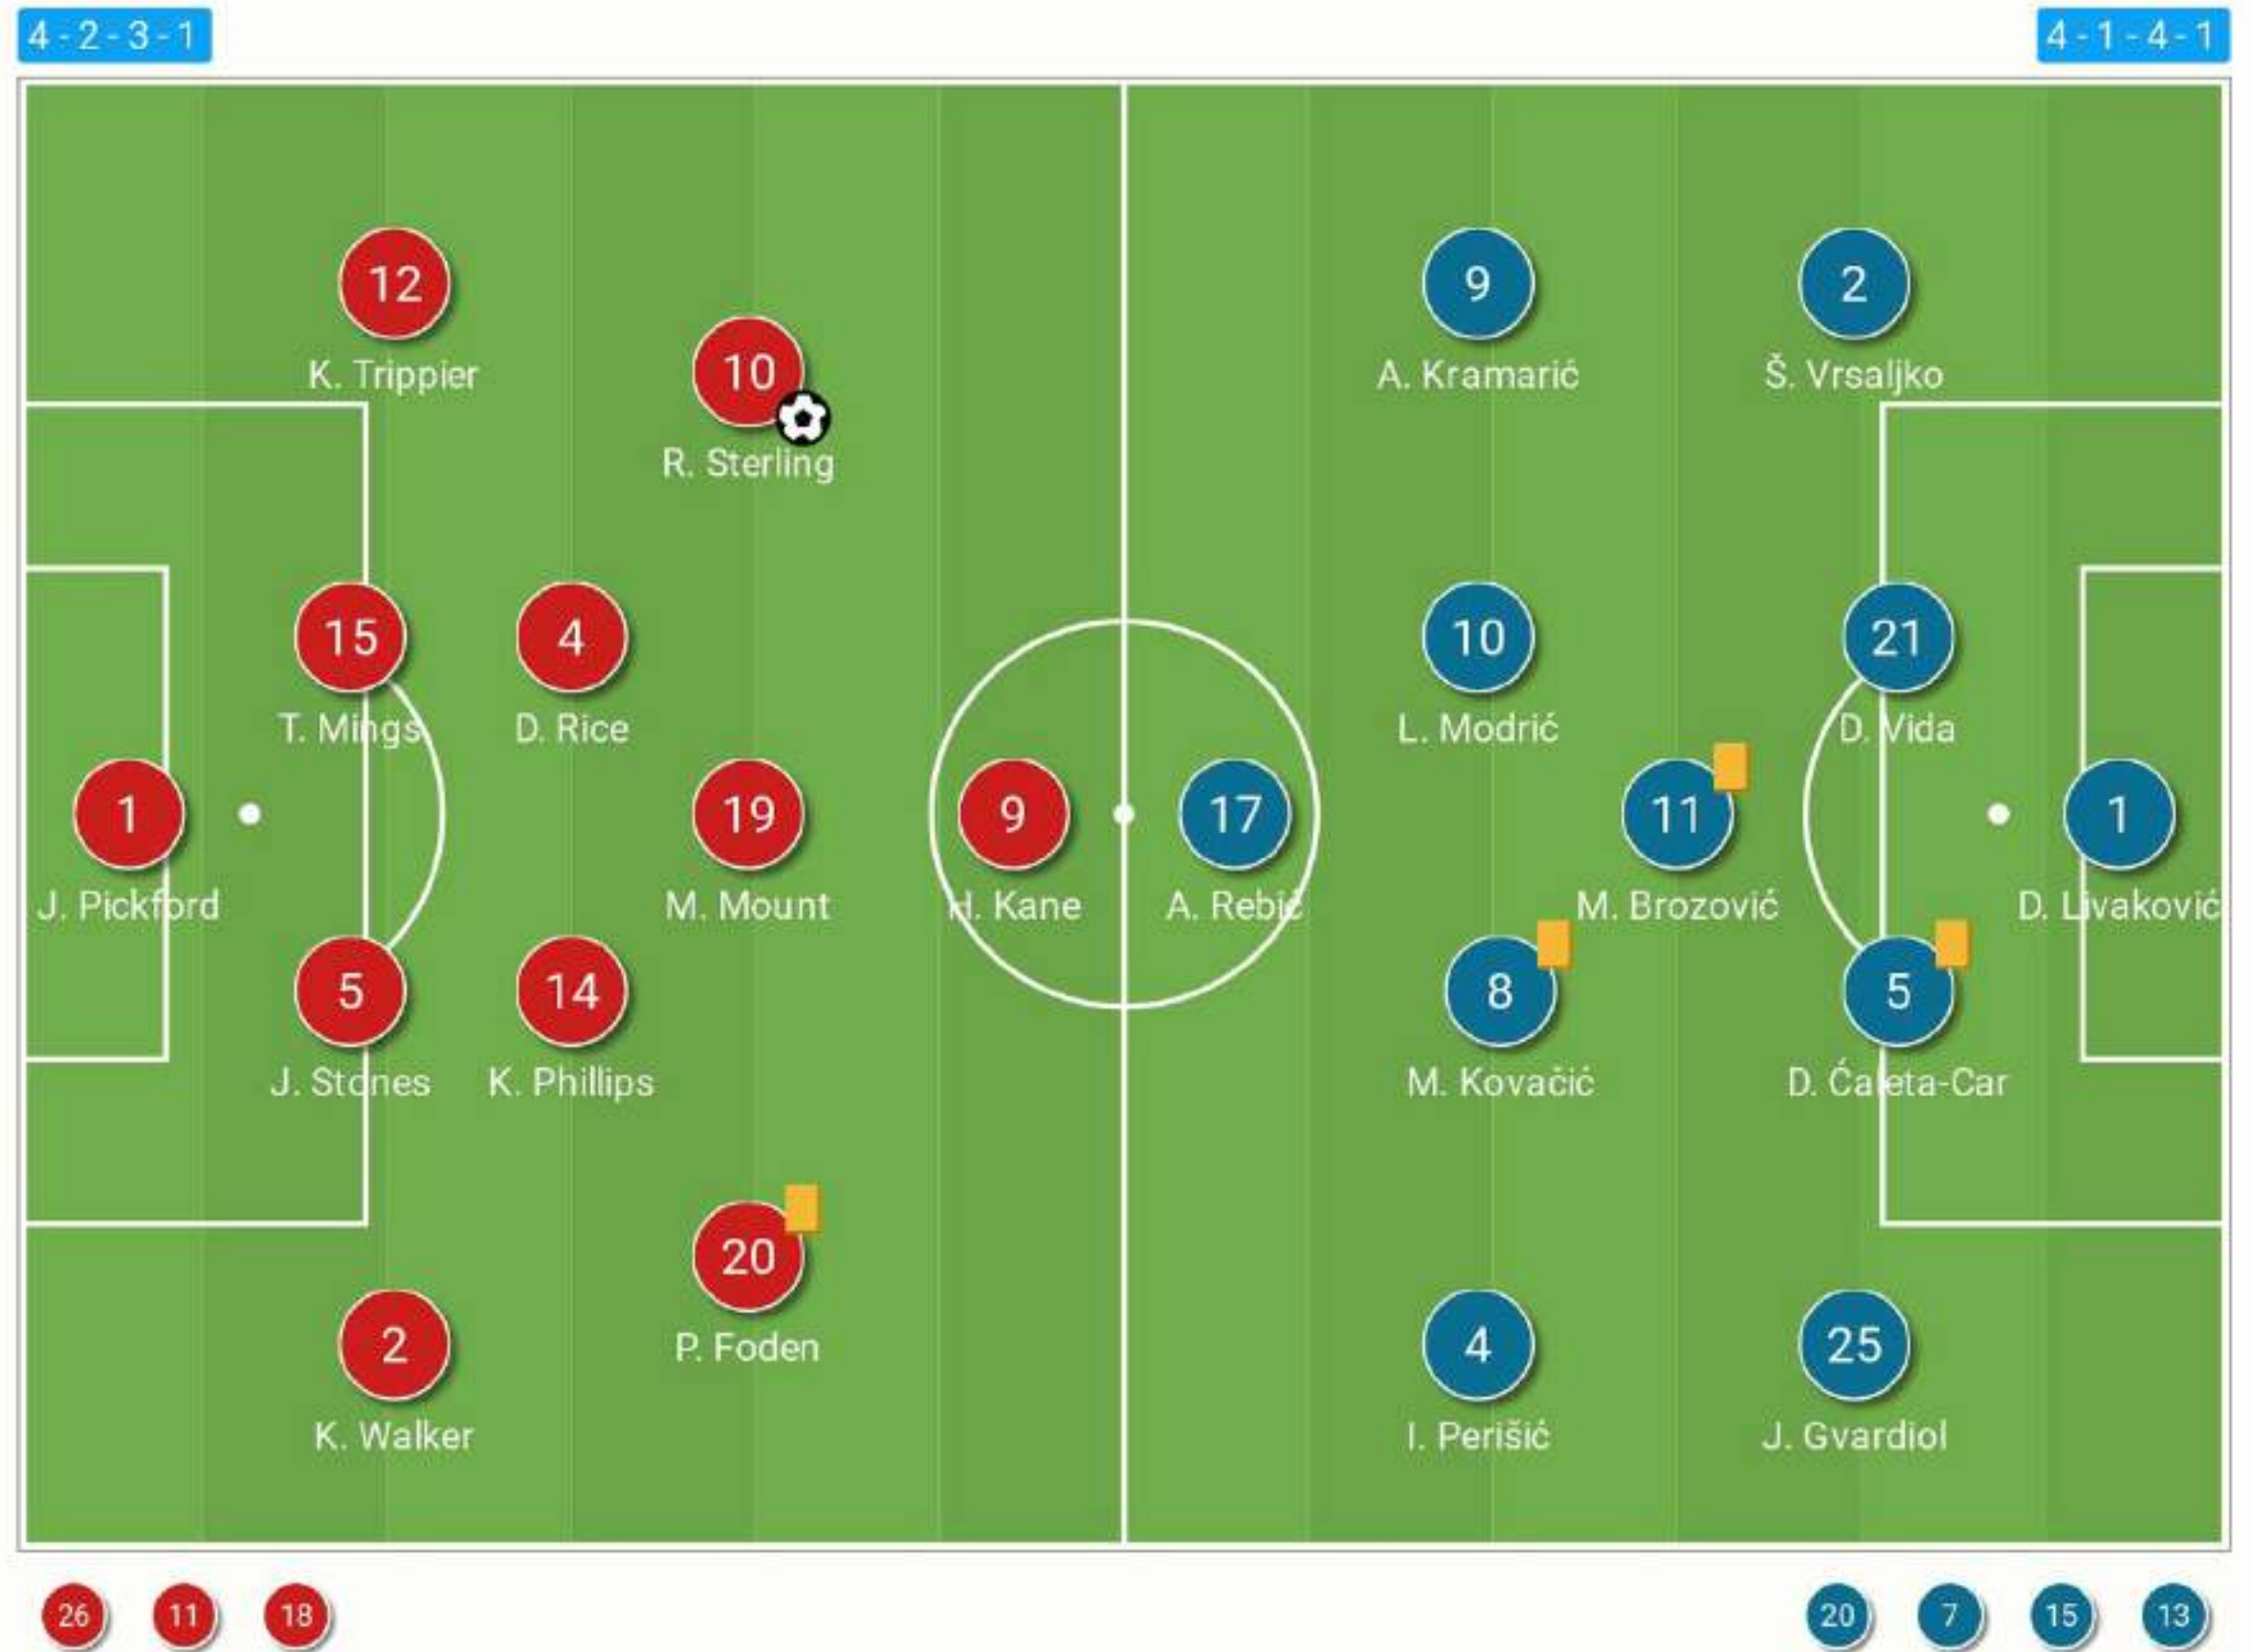 4 - 2 - 3 - 1
4 - 1 - 4 - 1
12
K. Trippier
10
R. Sterling
9
A. Kramarić
2
Š. Vrsaljko
15
T. Mings
4
D. Rice
10
L. Modrić
21
D. Vida
1
J. Pickford
19
M. Mount
9
H. Kane
17
A. Rebić
11
M. Brozović
1
D. Livaković
5
J. Stones
14
K. Phillips
8
M. Kovačić
5
D. Ćaleta-Car
20
P. Foden
2
K. Walker
4
I. Perišić
25
J. Gvardiol
26 11 18
20 7 15 13